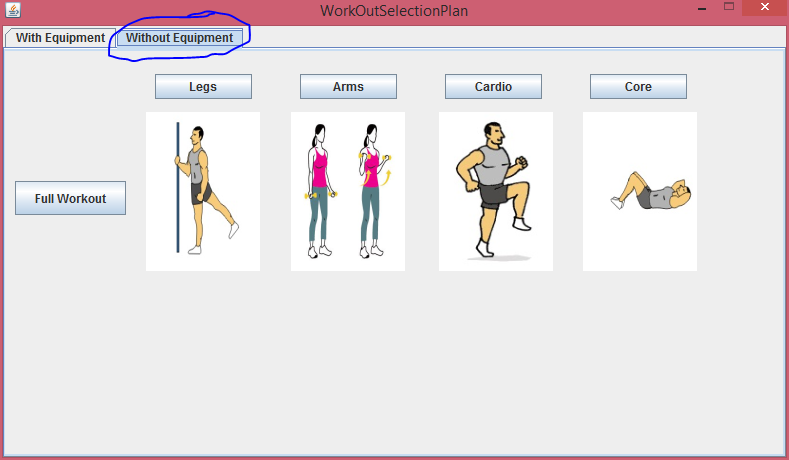 WorkOutSelectionPlan
With Equipment Without Equipment
Legs Arms Cardio Core
Full Workout